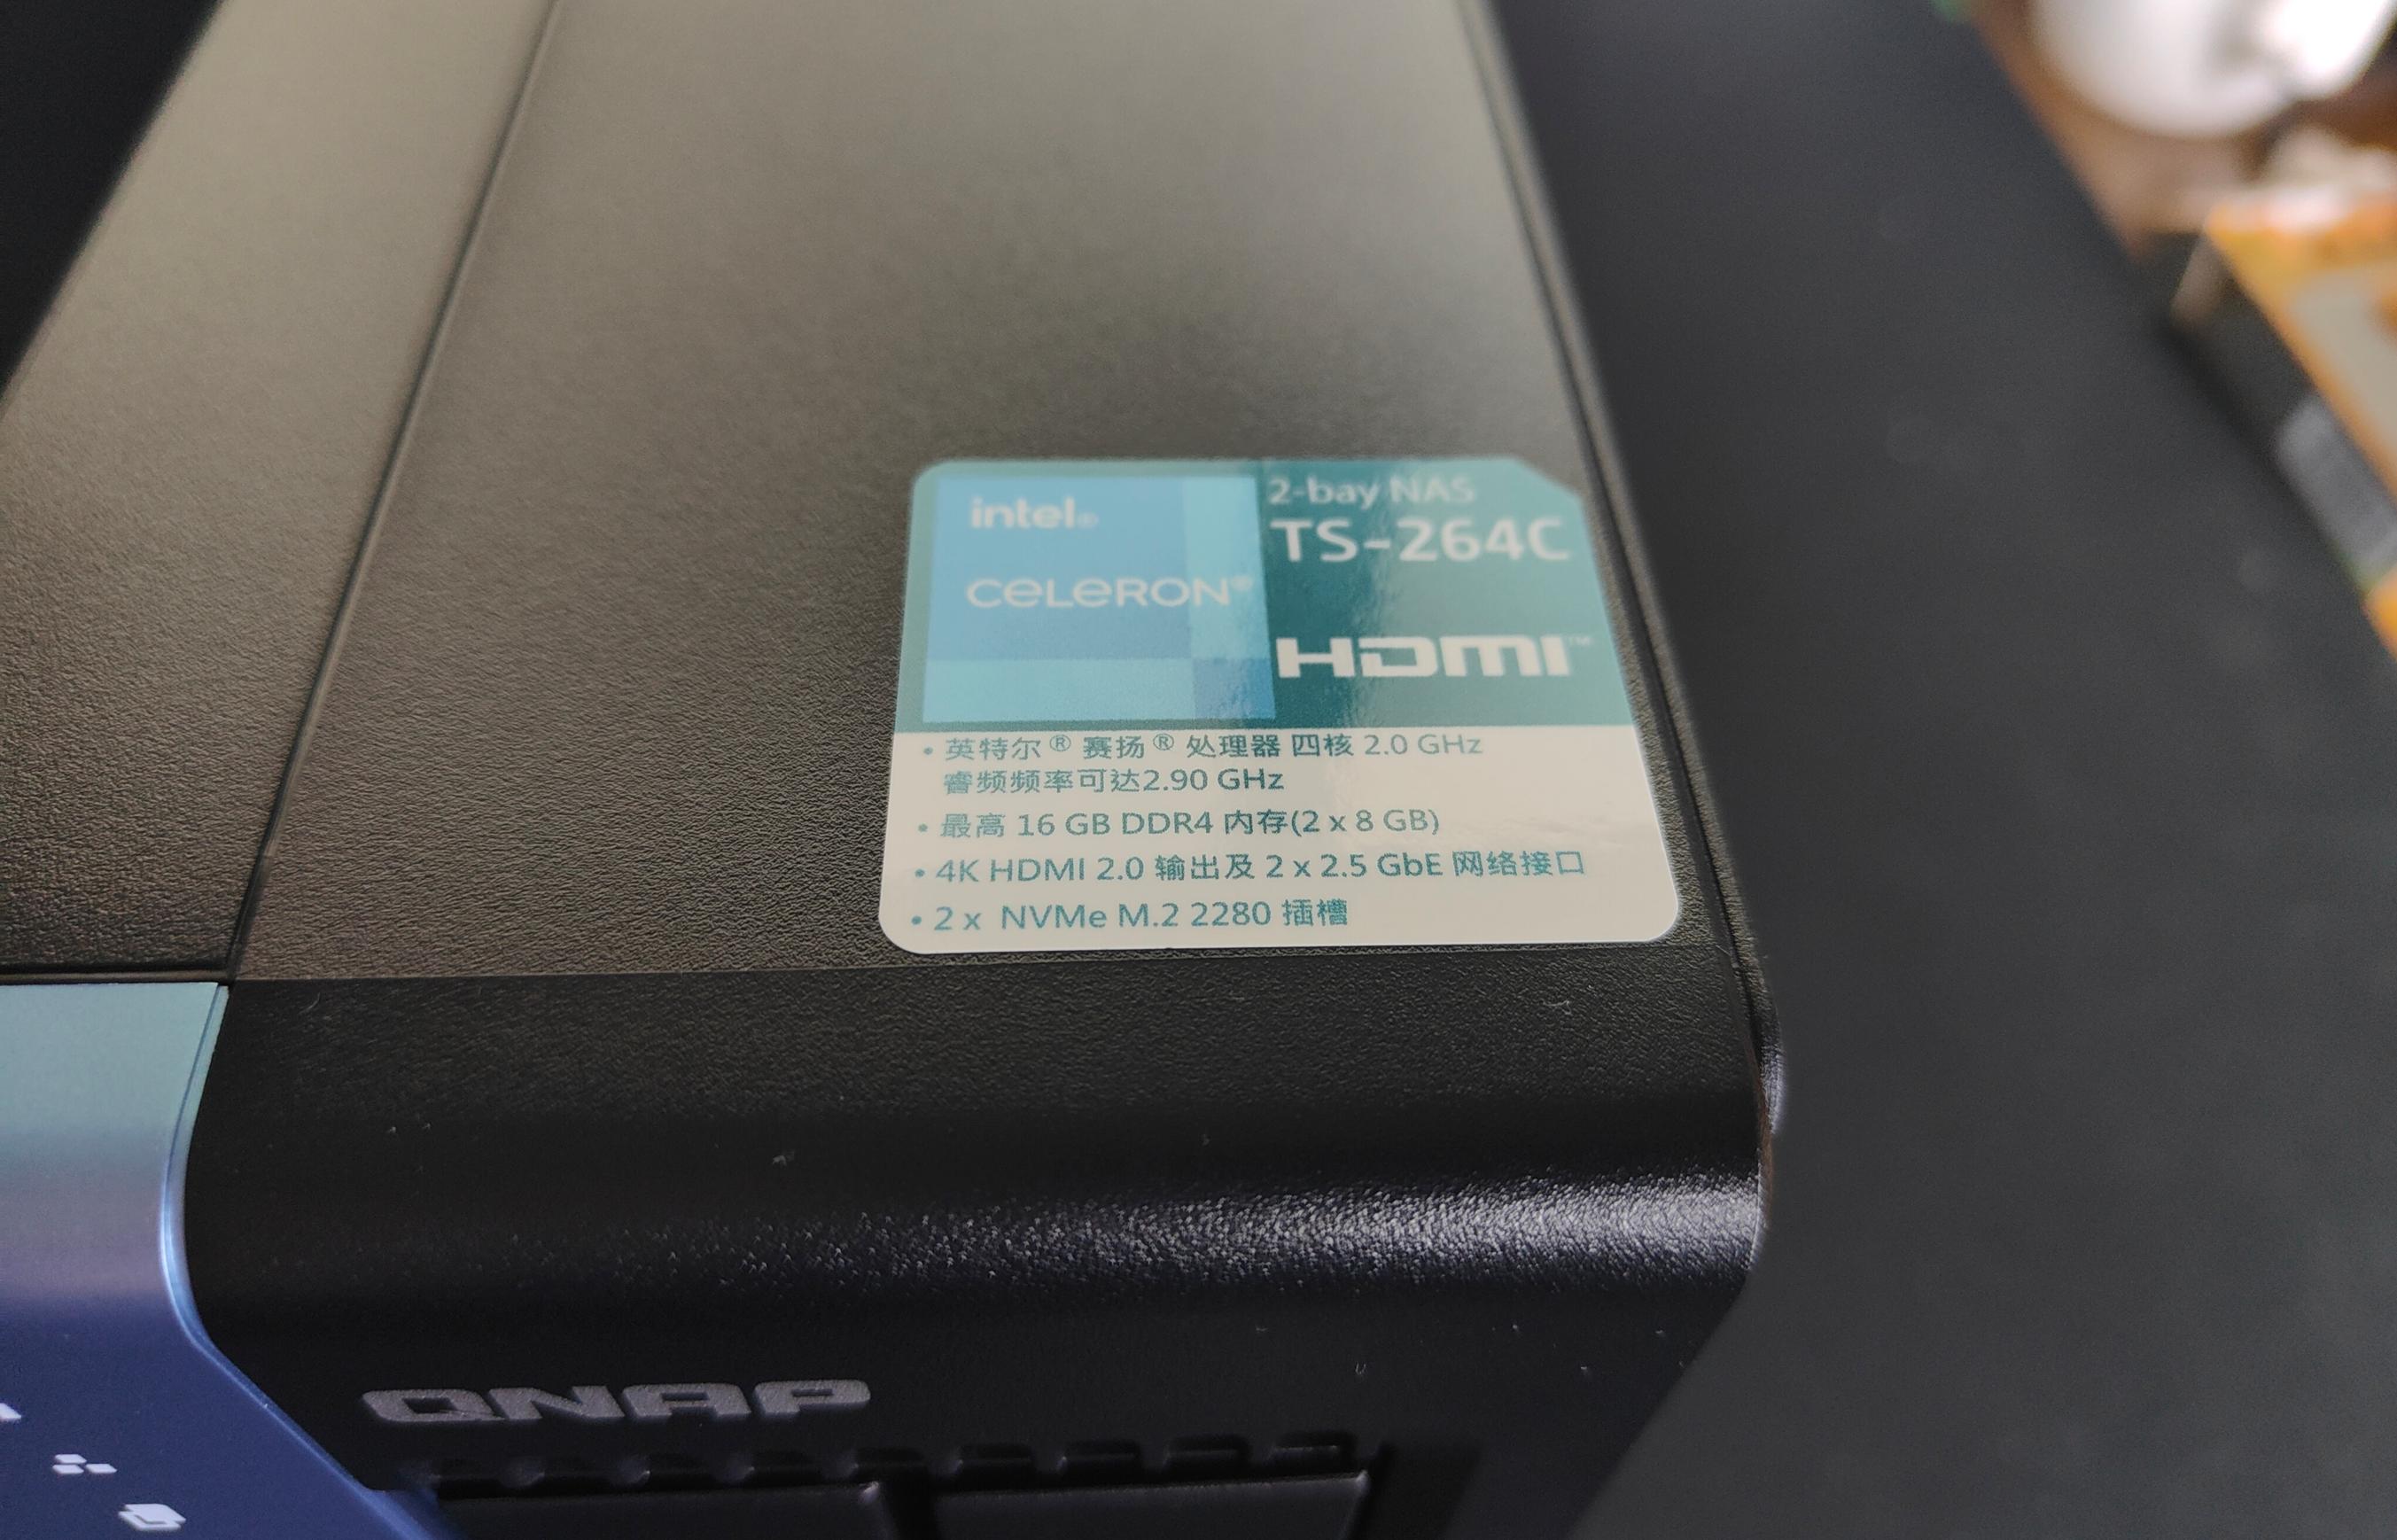 intel®
CELERON®
2-bay NAS
TS-264C
HDMI™
• 英特尔® 赛扬® 处理器 四核 2.0 GHz
睿频频率可达2.90 GHz
• 最高 16 GB DDR4 内存(2 x 8 GB)
• 4K HDMI 2.0 输出及 2 x 2.5 GbE 网络接口
• 2 x NVMe M.2 2280 插槽
QNAP